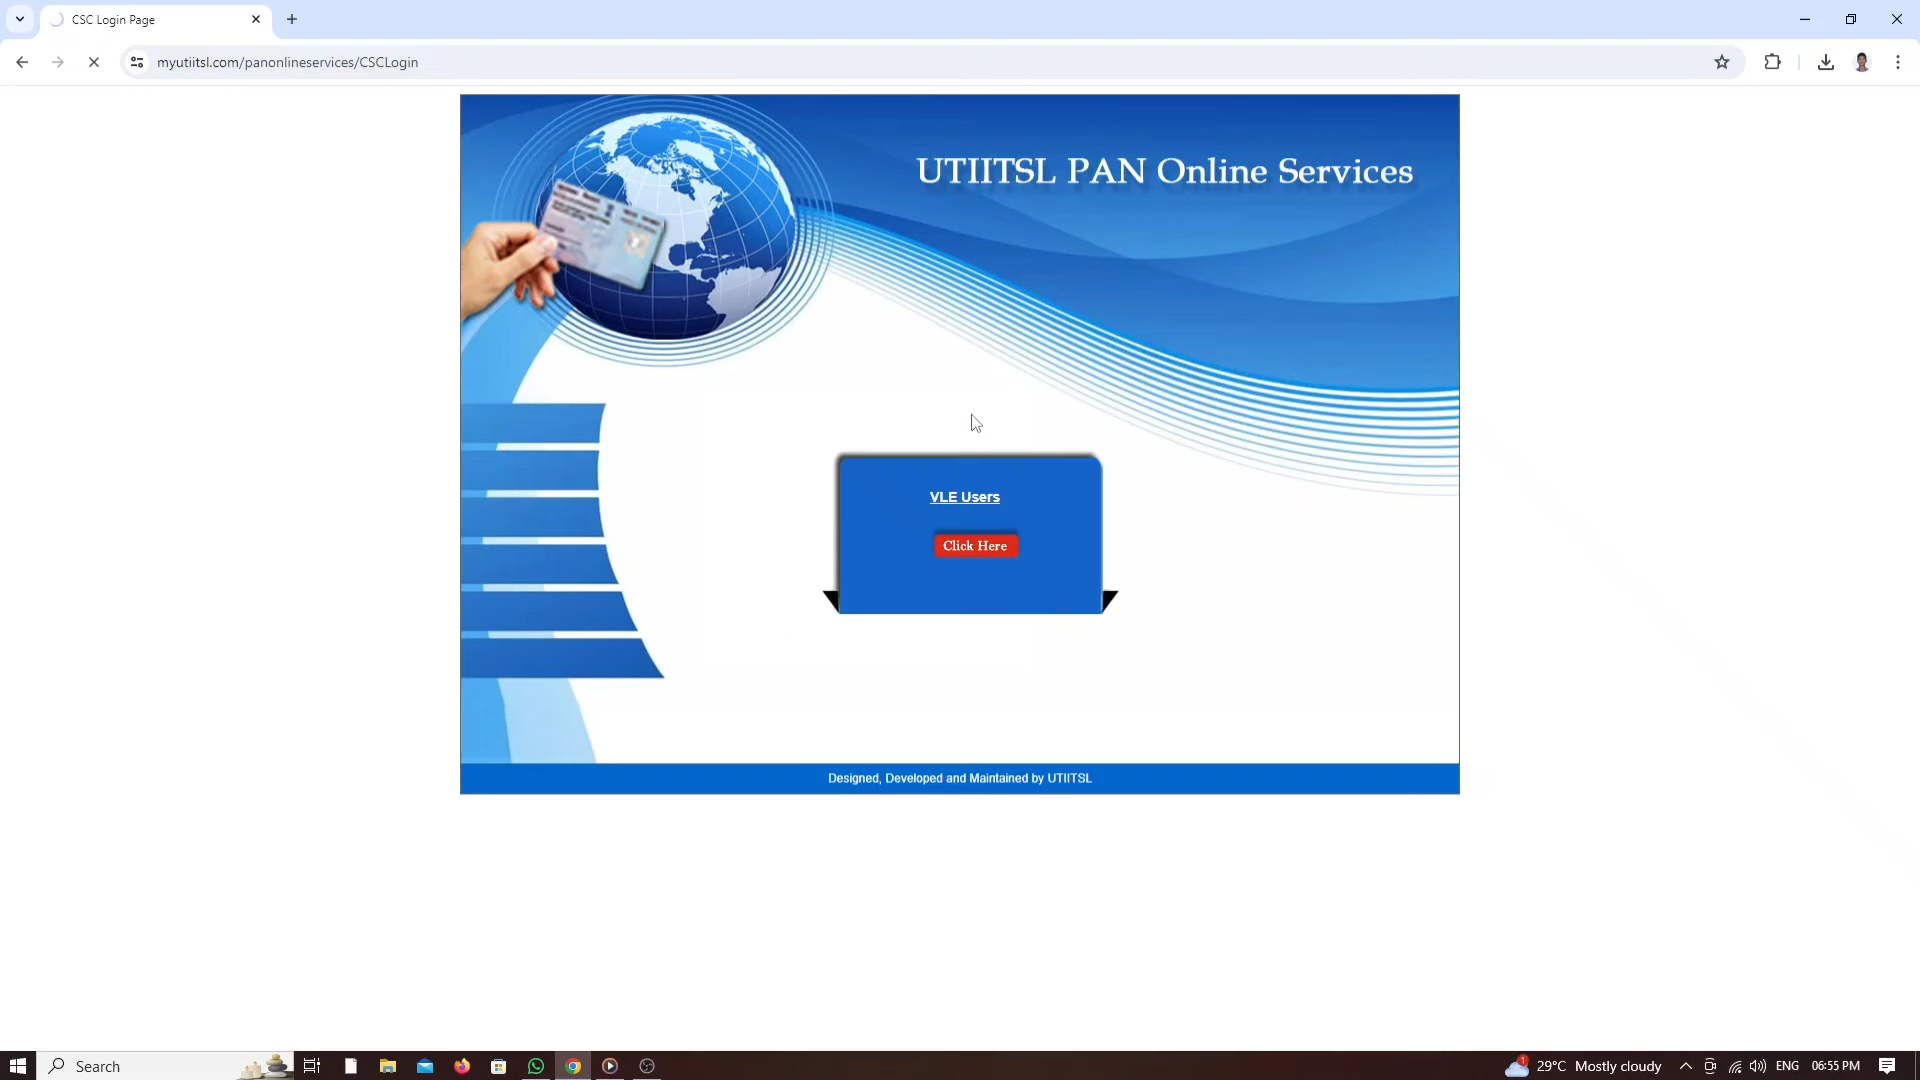 CSC Login Page
myutiitsl.com/panonlineservices/CSCLogin
UTIITSL PAN Online Services
VLE Users
Click Here
Designed, Developed and Maintained by UTIITSL
Search
1
29°C Mostly cloudy
ENG
06:55 PM